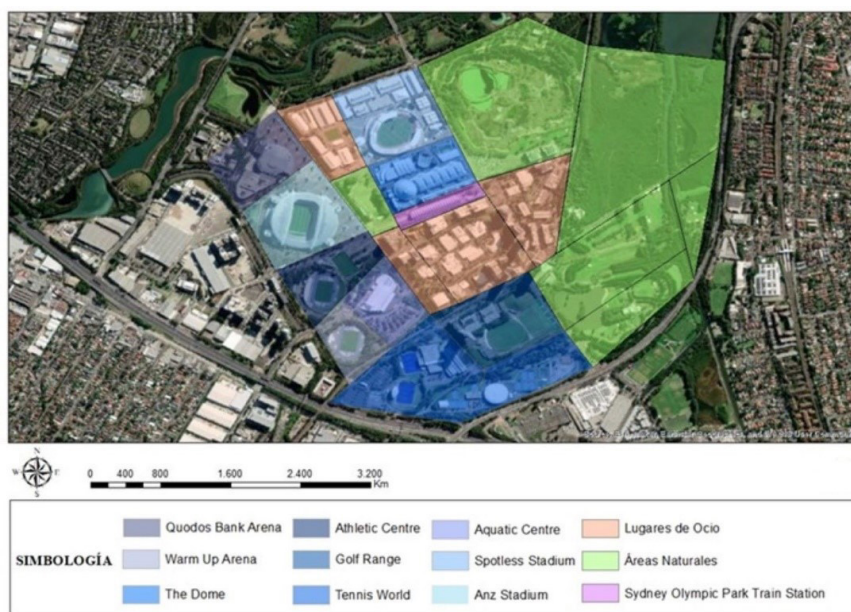 N
W E
S
0 400 800 1.600 2.400 3.200
Km
SIMBOLOGÍA
Quodos Bank Arena
Athletic Centre
Aquatic Centre
Lugares de Ocio
Warm Up Arena
Golf Range
Spotless Stadium
Áreas Naturales
The Dome
Tennis World
Anz Stadium
Sydney Olympic Park Train Station